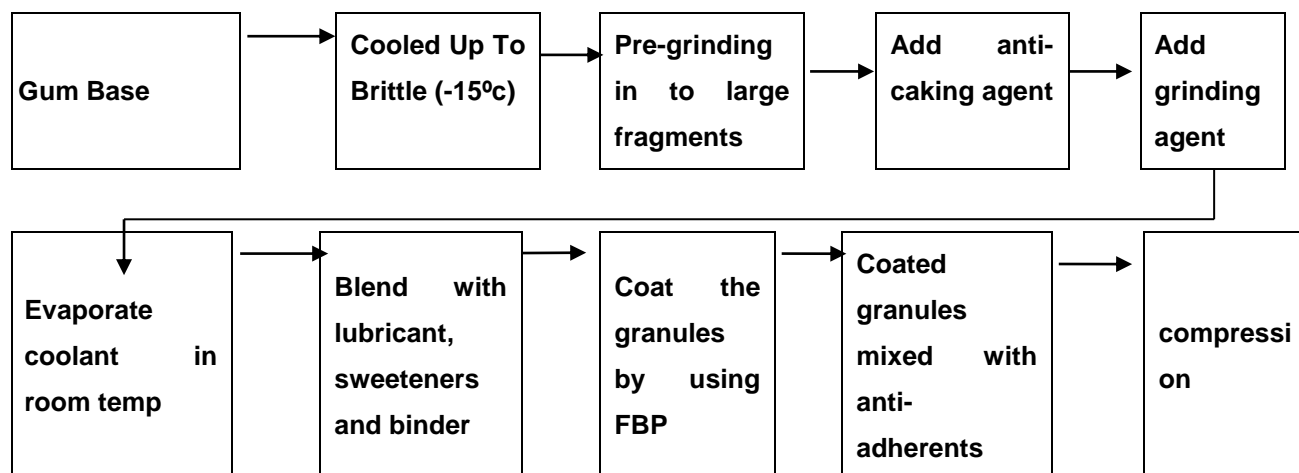 Gum Base
Cooled Up To
Brittle (-15ºc)
Pre-grinding
in to large
fragments
Add anti-
caking agent
Add
grinding
agent
Evaporate
coolant in
room temp
Blend with
lubricant,
sweeteners
and binder
Coat the
granules
by using
FBP
Coated
granules
mixed with
anti-
adherents
compressi
on